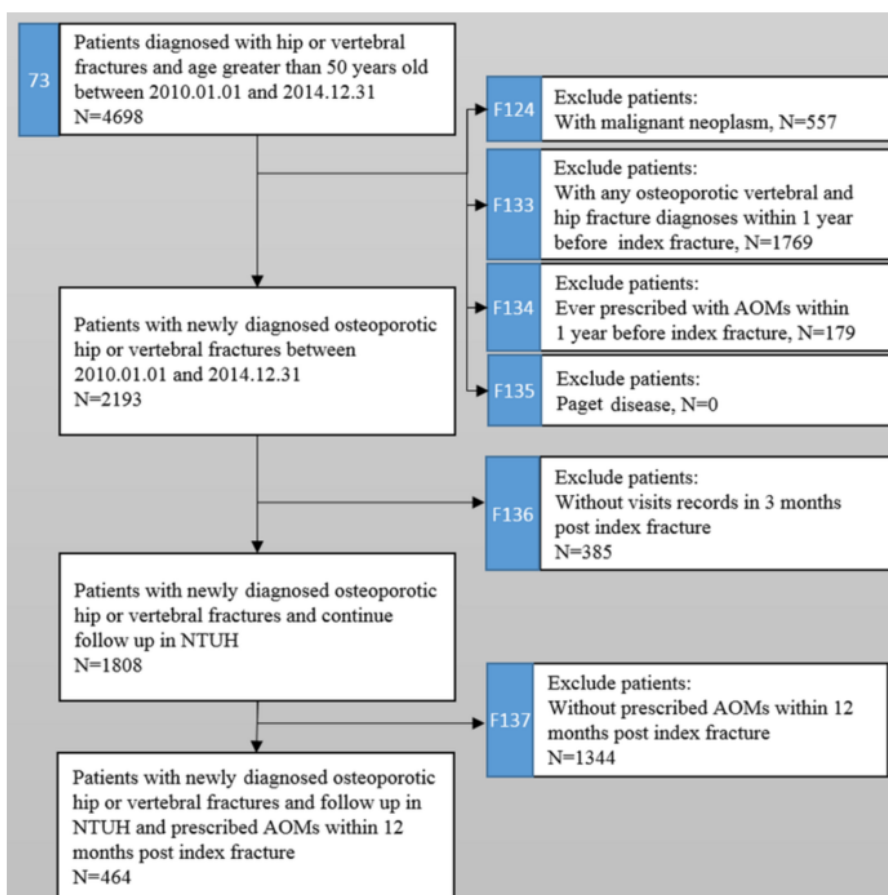 73
Patients diagnosed with hip or vertebral
fractures and age greater than 50 years old
between 2010.01.01 and 2014.12.31
N=4698
F124
Exclude patients:
With malignant neoplasm, N=557
F133
Exclude patients:
With any osteoporotic vertebral and
hip fracture diagnoses within 1 year
before index fracture, N=1769
F134
Exclude patients:
Ever prescribed with AOMs within
1 year before index fracture, N=179
F135
Exclude patients:
Paget disease, N=0
Patients with newly diagnosed osteoporotic
hip or vertebral fractures between
2010.01.01 and 2014.12.31
N=2193
F136
Exclude patients:
Without visits records in 3 months
post index fracture
N=385
Patients with newly diagnosed osteoporotic
hip or vertebral fractures and continue
follow up in NTUH
N=1808
F137
Exclude patients:
Without prescribed AOMs within 12
months post index fracture
N=1344
Patients with newly diagnosed osteoporotic
hip or vertebral fractures and follow up in
NTUH and prescribed AOMs within 12
months post index fracture
N=464